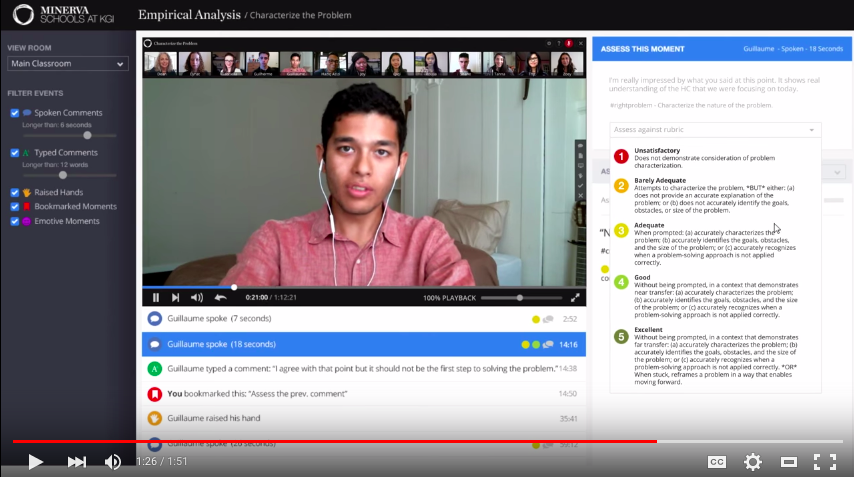 MINERVA
SCHOOLS AT KGI
Empirical Analysis / Characterize the Problem
VIEW ROOM
Main Classroom
FILTER EVENTS
Spoken Comments
Longer than: 6 seconds
A Typed Comments
Longer than: 12 words
Raised Hands
Bookmarked Moments
Emotive Moments
Characterize the Problem
0:21:00 / 1:12:21
100% PLAYBACK
Guillaume spoke (7 seconds)
2:52
Guillaume spoke (18 seconds)
14:16
A
Guillaume typed a comment: "I agree with that point but it should not be the first step to solving the problem."
14:38
You bookmarked this: "Assess the prev. comment"
14:50
Guillaume raised his hand
35:41
Guillaume spoke
ASSESS THIS MOMENT
Guillaume - Spoken - 18 Seconds
I'm really impressed by what you said at this point. It shows real
understanding of the HC that we were focusing on today.
#rightproblem - Characterize the nature of the problem.
Assess against rubric
1
Unsatisfactory
Does not demonstrate consideration of problem
characterization.
2
Barely Adequate
Attempts to characterize the problem, *BUT* either: (a)
does not provide an accurate explanation of the
problem; or (b) does not accurately identify the goals,
obstacles, or size of the problem.
3
Adequate
When prompted: (a) accurately characterizes the
problem; (b) accurately identifies the goals, obstacles,
and the size of the problem; or (c) accurately recognizes
when a problem-solving approach is not applied
correctly.
4
Good
Without being prompted, in a context that demonstrates
near transfer: (a) accurately characterizes the problem;
(b) accurately identifies the goals, obstacles, and the size
of the problem; or (c) accurately recognizes when a
problem-solving approach is not applied correctly.
5
Excellent
Without being prompted, in a context that demonstrates
far transfer: (a) accurately characterizes the problem; (b)
accurately identifies the goals, obstacles, and the size of
the problem; or (c) accurately recognizes when a
problem-solving approach is not applied correctly. *OR*
When stuck, reframes a problem in a way that enables
moving forward.
AS
"N
#c
co
1:26 / 1:51
CC